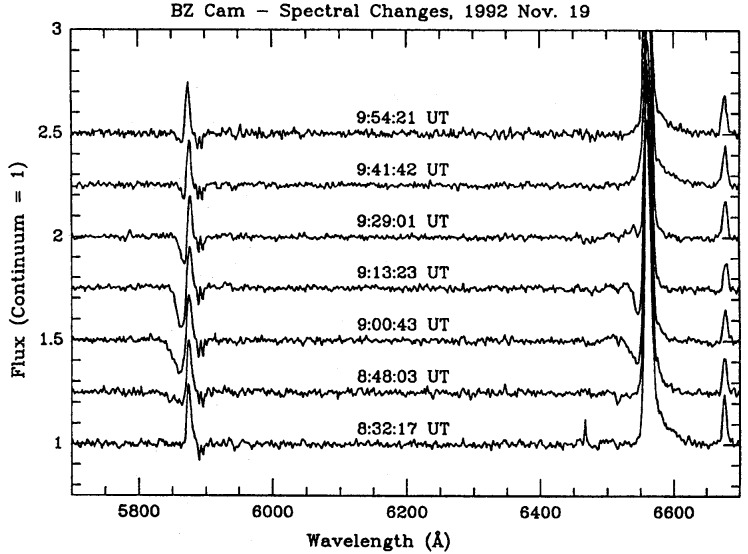 BZ Cam – Spectral Changes, 1992 Nov. 19
3
2.5
2
1.5
1
Flux (Continuum = 1)
9:54:21 UT
9:41:42 UT
9:29:01 UT
9:13:23 UT
9:00:43 UT
8:48:03 UT
8:32:17 UT
5800 6000 6200 6400 6600
Wavelength (Å)